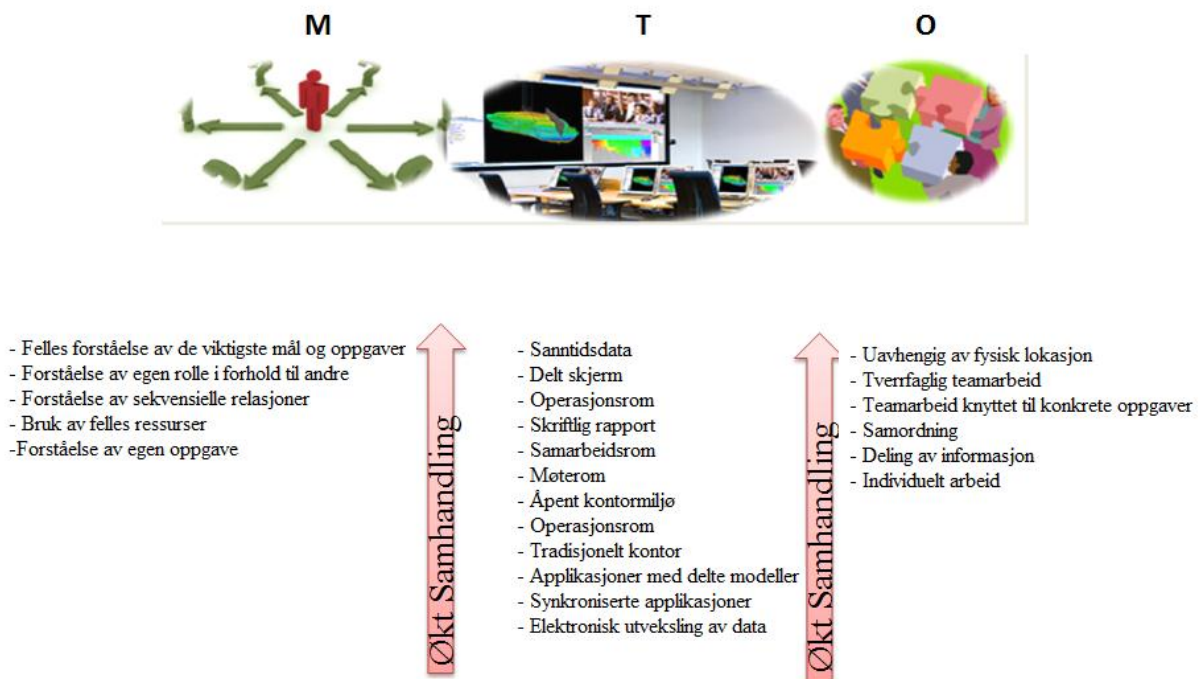 M
T
O
- Felles forståelse av de viktigste mål og oppgaver
- Forståelse av egen rolle i forhold til andre
- Forståelse av sekvensielle relasjoner
- Bruk av felles ressurser
-Forståelse av egen oppgave
Økt Samhandling
- Sanntidsdata
- Delt skjerm
- Operasjonsrom
- Skriftlig rapport
- Samarbeidsrom
- Møterom
- Åpent kontormiljø
- Operasjonsrom
- Tradisjonelt kontor
- Applikasjoner med delte modeller
- Synkroniserte applikasjoner
- Elektronisk utveksling av data
Økt Samhandling
- Uavhengig av fysisk lokasjon
- Tverrfaglig teamarbeid
- Teamarbeid knyttet til konkrete oppgaver
- Samordning
- Deling av informasjon
- Individuelt arbeid